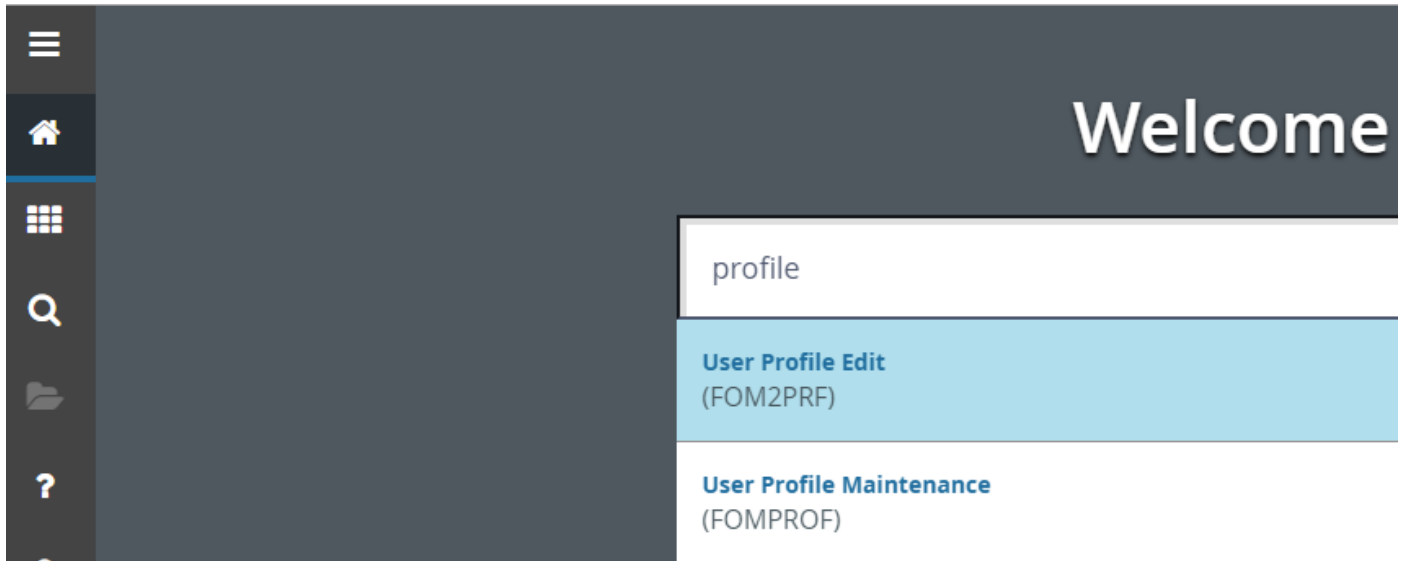 Welcome
profile
User Profile Edit
(FOM2PRF)
User Profile Maintenance
(FOMPROF)
?